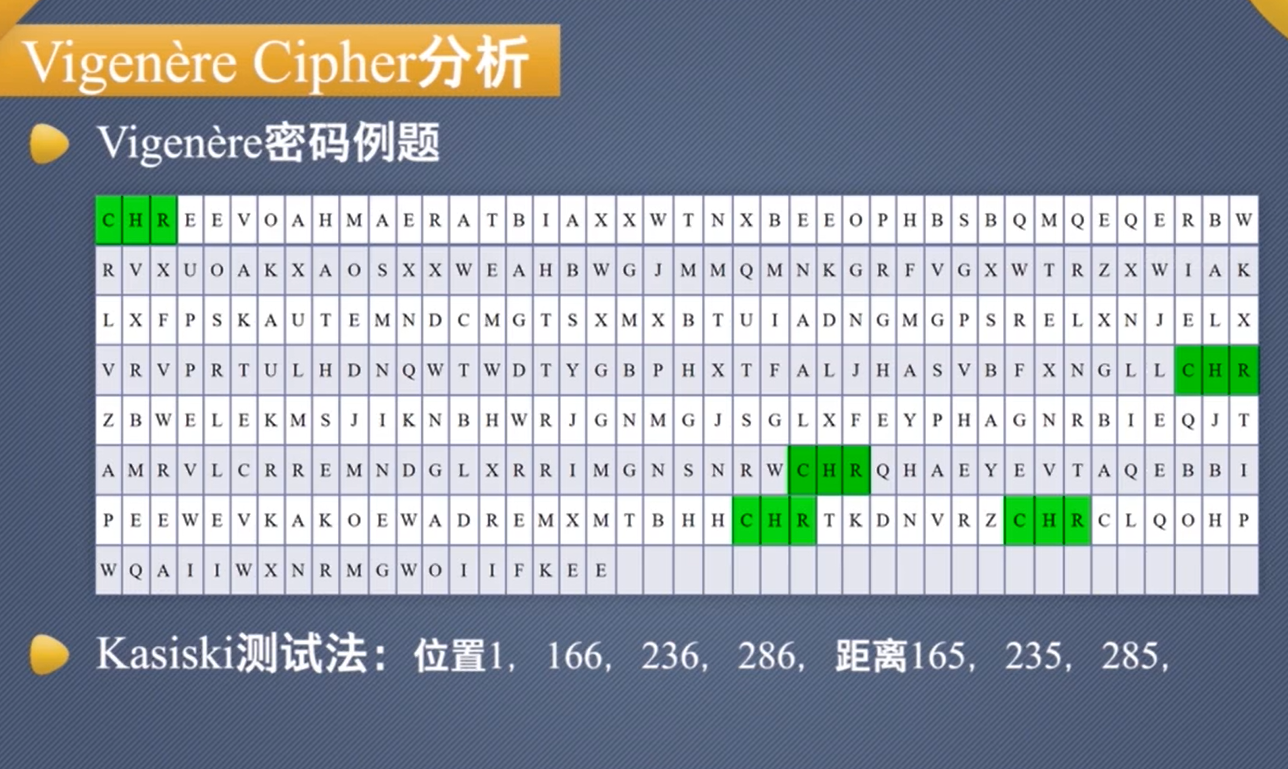 Vigenère Cipher分析
Vigenère密码例题
C H R E E V O A H M A E R A T B I A X X W T N X B E E O P H B S B Q M Q E Q E R B W
R V X U O A K X A O S X X W E A H B W G J M M Q M N K G R F V G X W T R Z X W I A K
L X F P S K A U T E M N D C M G T S X M X B T U I A D N G M G P S R E L X N J E L X
V R V P R T U L H D N Q W T W D T Y G B P H X T F A L J H A S V B F X N G L L C H R
Z B W E L E K M S J I K N B H W R J G N M G J S G L X F E Y P H A G N R B I E Q J T
A M R V L C R R E M N D G L X R R I M G N S N R W C H R Q H A E Y E V T A Q E B B I
P E E W E V K A K O E W A D R E M X M T B H H C H R T K D N V R Z C H R C L Q O H P
W Q A I I W X N R M G W O I I F K E E
Kasiski测试法：位置1, 166, 236, 286, 距离165, 235, 285,